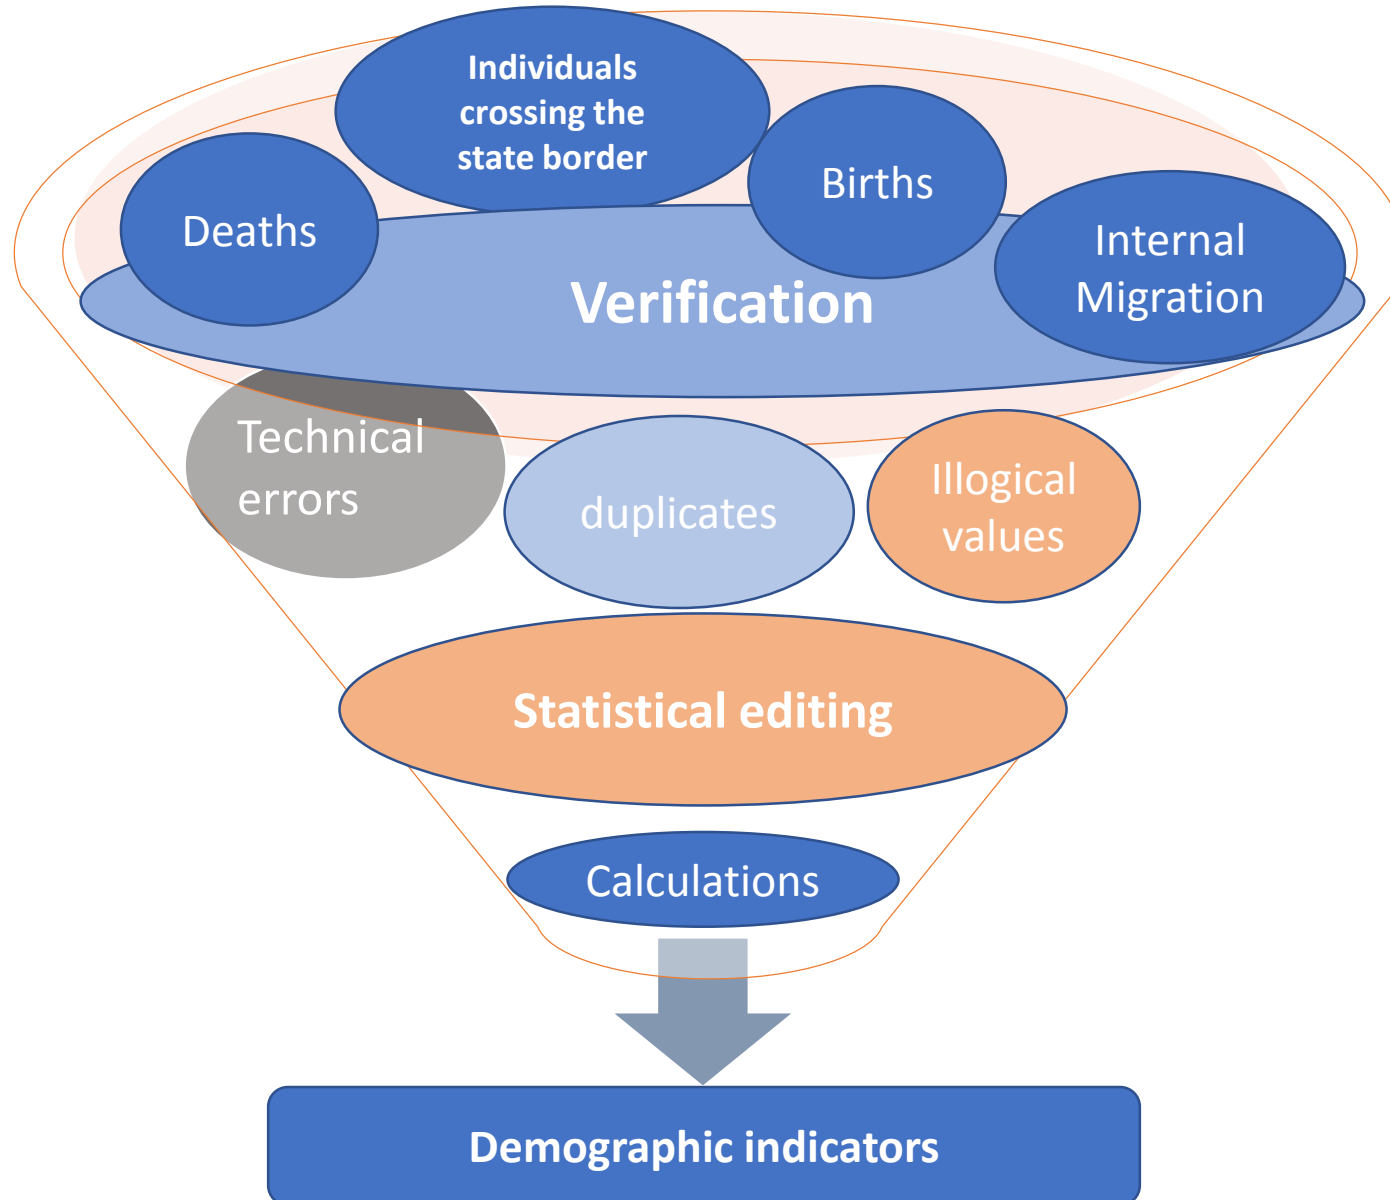 Individuals
crossing the
state border
Deaths
Births
Internal
Migration
Verification
Technical
errors
duplicates
Illogical
values
Statistical editing
Calculations
Demographic indicators